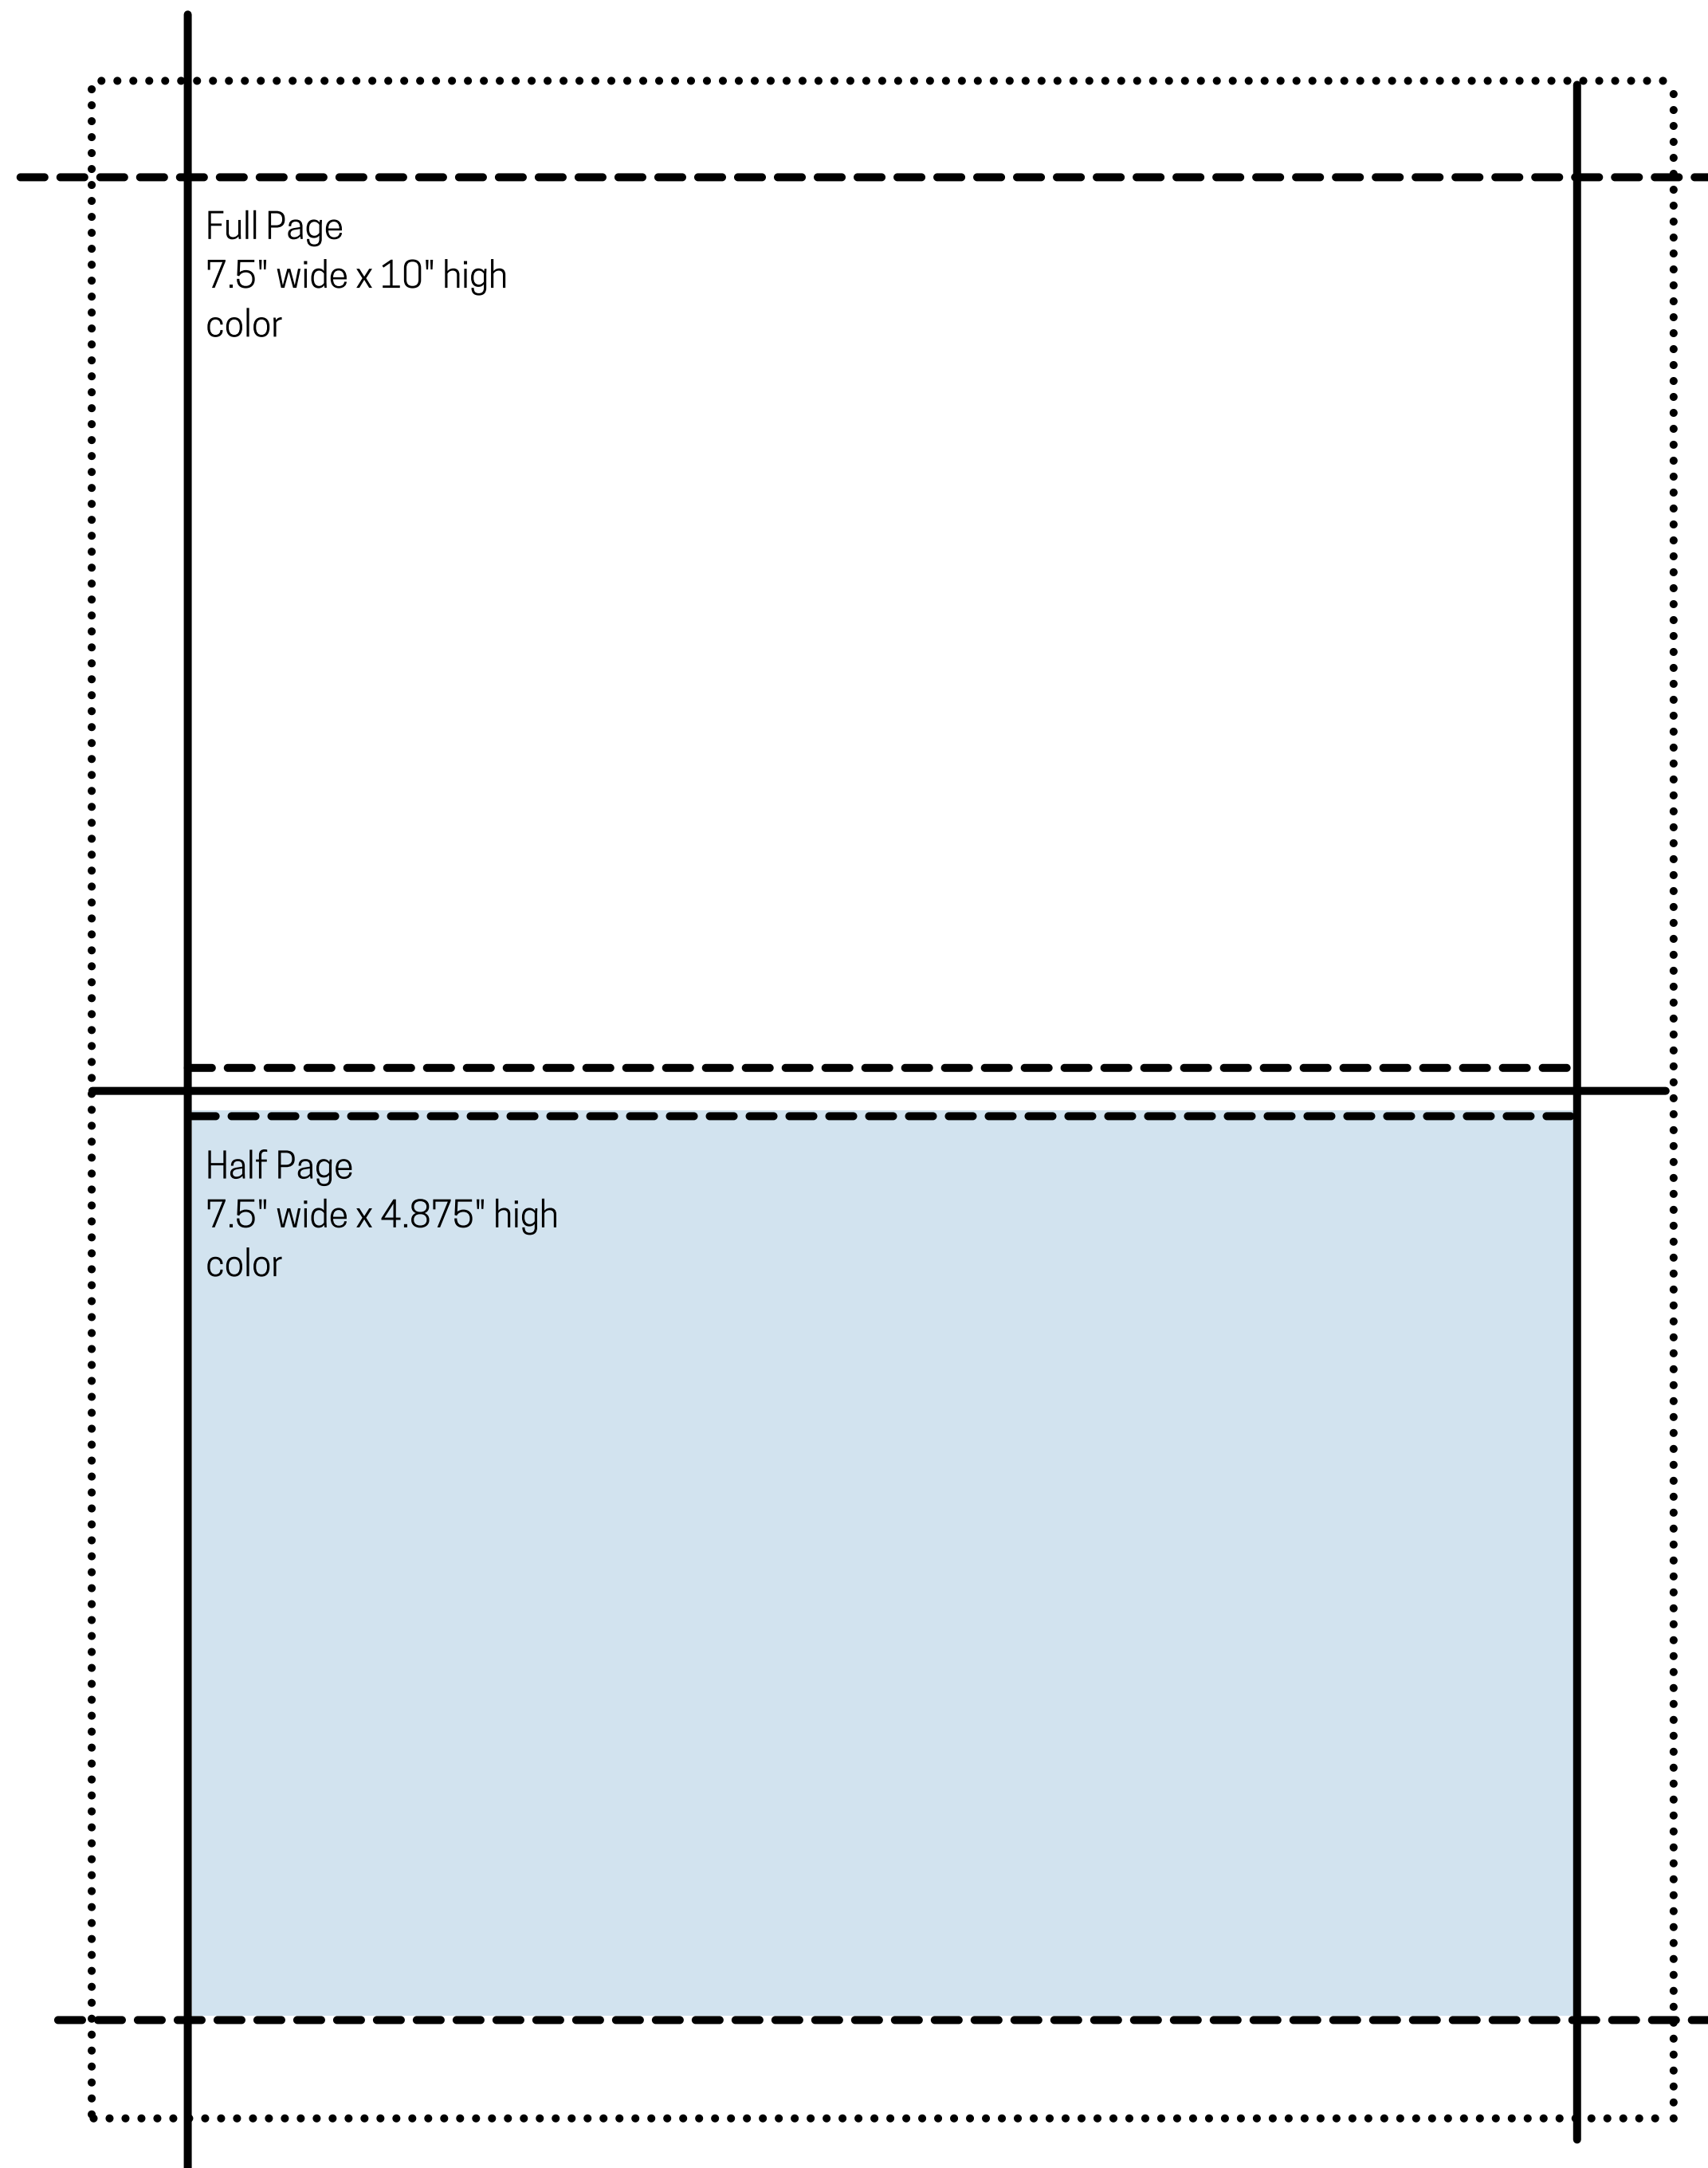 Full Page
7.5" wide x 10" high
color
Half Page
7.5" wide x 4.875" high
color